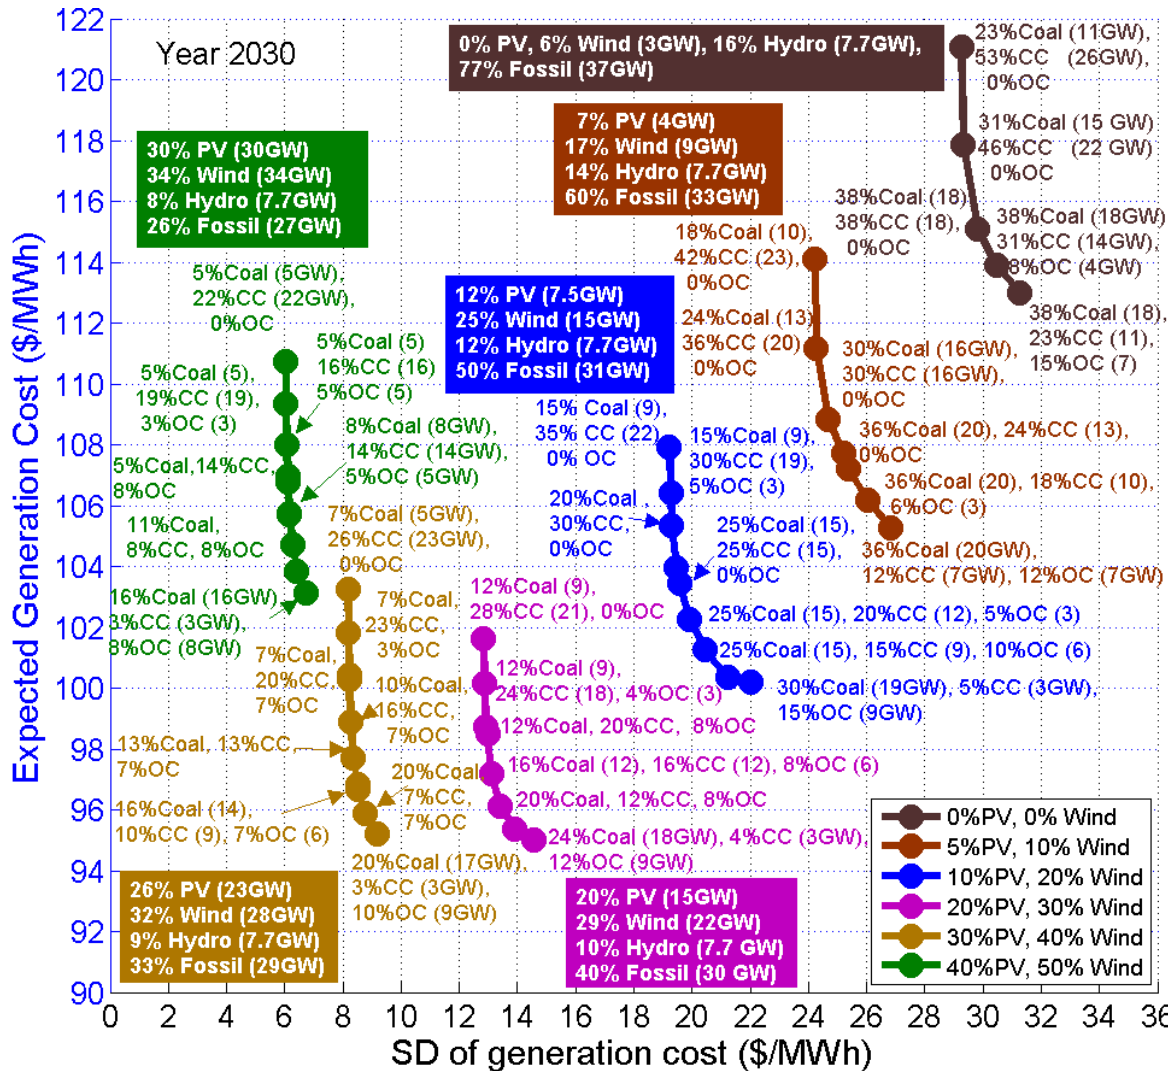 Year 2030
0% PV, 6% Wind (3GW), 16% Hydro (7.7GW),
77% Fossil (37GW)
23%Coal (11GW),
53%CC (26GW),
0%OC
31%Coal (15 GW)
46%CC (22 GW)
0%OC
38%Coal (18)
38%CC (18),
0%OC
38%Coal (18GW)
31%CC (14GW),
8%OC (4GW)
38%Coal (18),
23%CC (11),
15%OC (7)
7% PV (4GW)
17% Wind (9GW)
14% Hydro (7.7GW)
60% Fossil (33GW)
18%Coal (10),
42%CC (23),
0%OC
24%Coal (13)
36%CC (20)
0%OC
30%Coal (16GW)
30%CC (16GW),
0%OC
36%Coal (20), 24%CC (13),
0%OC
36%Coal (20), 18%CC (10),
6%OC (3)
36%Coal (20GW),
12%CC (7GW), 12%OC (7GW)
30% PV (30GW)
34% Wind (34GW)
8% Hydro (7.7GW)
26% Fossil (27GW)
5%Coal (5GW),
22%CC (22GW),
0%OC
5%Coal (5),
19%CC (19),
3%OC (3)
5%Coal (5)
16%CC (16)
5%OC (5)
8%Coal (8GW),
14%CC (14GW),
5%OC (5GW)
5%Coal,14%CC,
8%OC
11%Coal,
8%CC, 8%OC
16%Coal (16GW)
3%CC (3GW),
8%OC (8GW)
12% PV (7.5GW)
25% Wind (15GW)
12% Hydro (7.7GW)
50% Fossil (31GW)
15% Coal (9),
35% CC (22)
0% OC
15%Coal (9),
30%CC (19),
5%OC (3)
20%Coal ,
30%CC,
0%OC
25%Coal (15),
25%CC (15),
0%OC
25%Coal (15), 20%CC (12), 5%OC (3)
25%Coal (15), 15%CC (9), 10%OC (6)
30%Coal (19GW), 5%CC (3GW),
15%OC (9GW)
7%Coal (5GW),
26%CC (23GW),
0%OC
7%Coal,
23%CC,
3%OC
7%Coal,
20%CC,
7%OC
10%Coal,
16%CC,
7%OC
13%Coal, 13%CC,
7%OC
16%Coal (14),
10%CC (9), 7%OC (6)
20%Coal,
7%CC,
7%OC
20%Coal (17GW),
3%CC (3GW),
10%OC (9GW)
12%Coal (9),
28%CC (21), 0%OC
12%Coal (9),
24%CC (18), 4%OC (3)
12%Coal, 20%CC, 8%OC
16%Coal (12), 16%CC (12), 8%OC (6)
20%Coal, 12%CC, 8%OC
24%Coal (18GW), 4%CC (3GW),
12%OC (9GW)
26% PV (23GW)
32% Wind (28GW)
9% Hydro (7.7GW)
33% Fossil (29GW)
20% PV (15GW)
29% Wind (22GW)
10% Hydro (7.7 GW)
40% Fossil (30 GW)
0%PV, 0% Wind
5%PV, 10% Wind
10%PV, 20% Wind
20%PV, 30% Wind
30%PV, 40% Wind
40%PV, 50% Wind
Expected Generation Cost ($/MWh)
122
120
118
116
114
112
110
108
106
104
102
100
98
96
94
92
90
0 2 4 6 8 10 12 14 16 18 20 22 24 26 28 30 32 34 36
SD of generation cost ($/MWh)